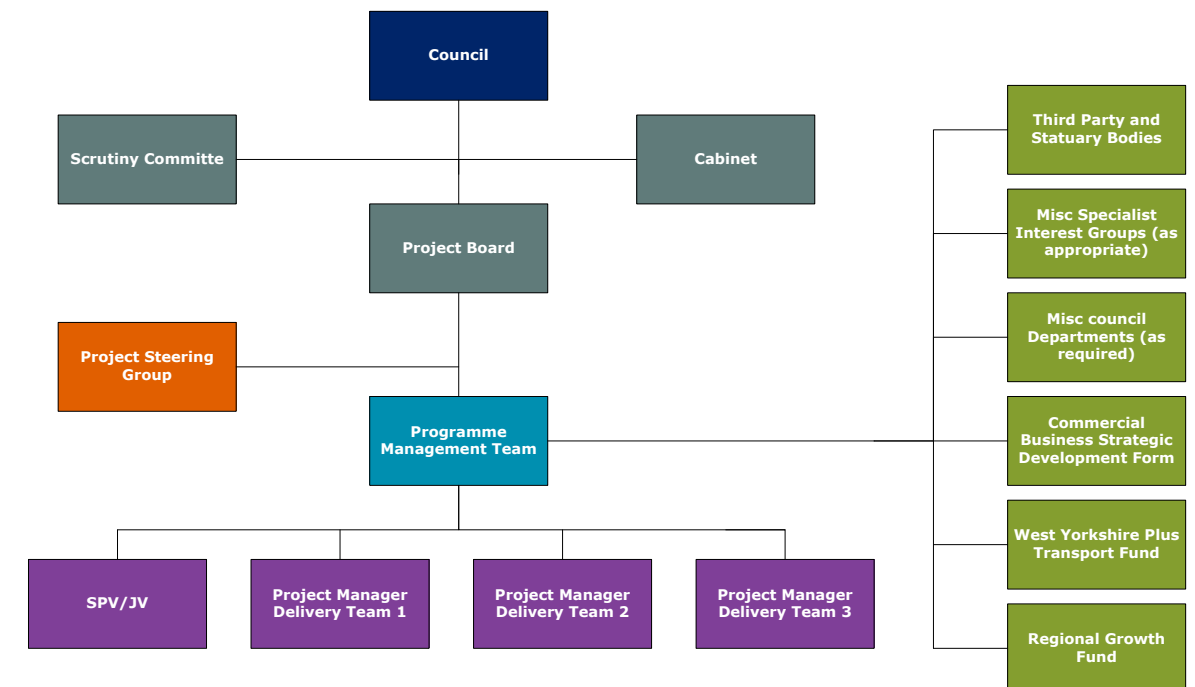 Council
Scrutiny Committe
Cabinet
Project Board
Project Steering
Group
Programme
Management Team
SPV/JV
Project Manager
Delivery Team 1
Project Manager
Delivery Team 2
Project Manager
Delivery Team 3
Third Party and
Statuary Bodies
Misc Specialist
Interest Groups (as
appropriate)
Misc council
Departments (as
required)
Commercial
Business Strategic
Development Form
West Yorkshire Plus
Transport Fund
Regional Growth
Fund